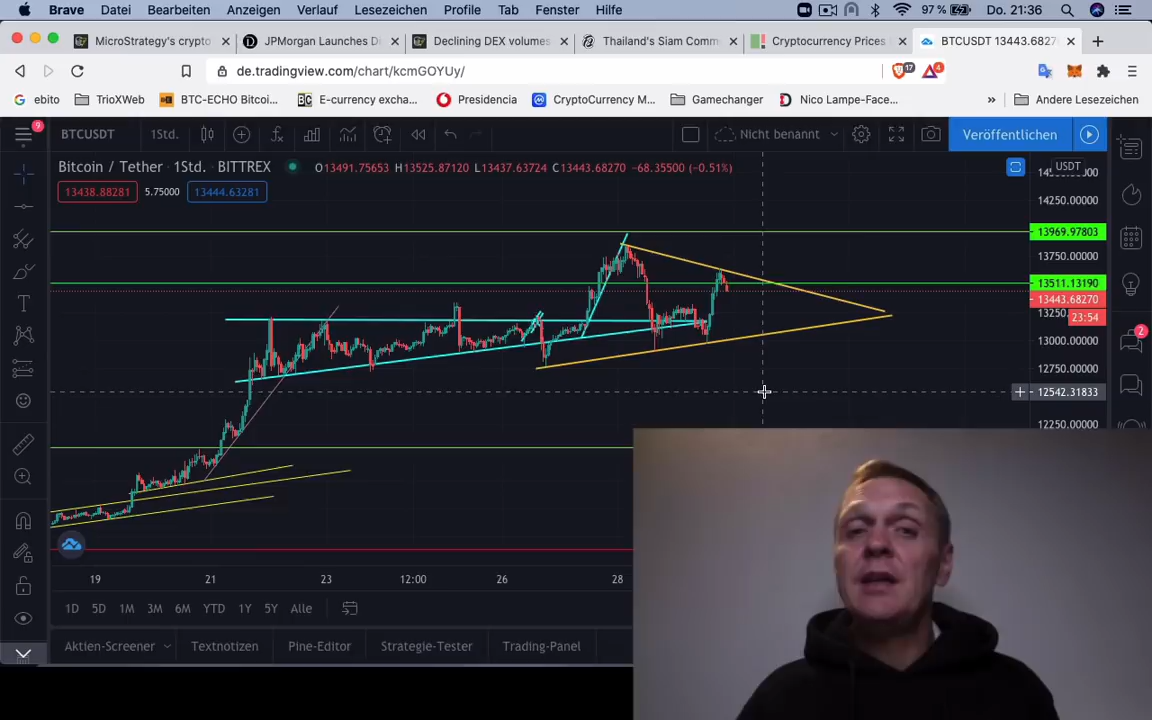 Brave Datei Bearbeiten Anzeigen Verlauf Lesezeichen Profile Tab Fenster Hilfe 97 % Do. 21:36
MicroStrategy's crypto JPMorgan Launches Di Declining DEX volumes Thailand's Siam Comm Cryptocurrency Prices BTCUSDT 13443.6827
de.tradingview.com/chart/kcmGOYUy/ 17 4
ebito TrioXWeb BTC-ECHO Bitcoi... E-currency excha... Presidencia CryptoCurrency M... Gamechanger Nico Lampe-Face... » Andere Lesezeichen
9 BTCUSDT 1Std. Nicht benannt Veröffentlichen
Bitcoin / Tether · 1Std. · BITTREX O13491.75653 H13525.87120 L13437.63724 C13443.68270 −68.35500 (−0.51%) USDT
13438.88281 5.75000 13444.63281
14250.00000
13969.97803
13750.00000
13511.13190
13443.68270
23:54
13000.00000
2
12750.00000
12542.31833
12250.00000
19 21 23 12:00 26 28
1D 5D 1M 3M 6M YTD 1Y 5Y Alle
Aktien-Screener Textnotizen Pine-Editor Strategie-Tester Trading-Panel